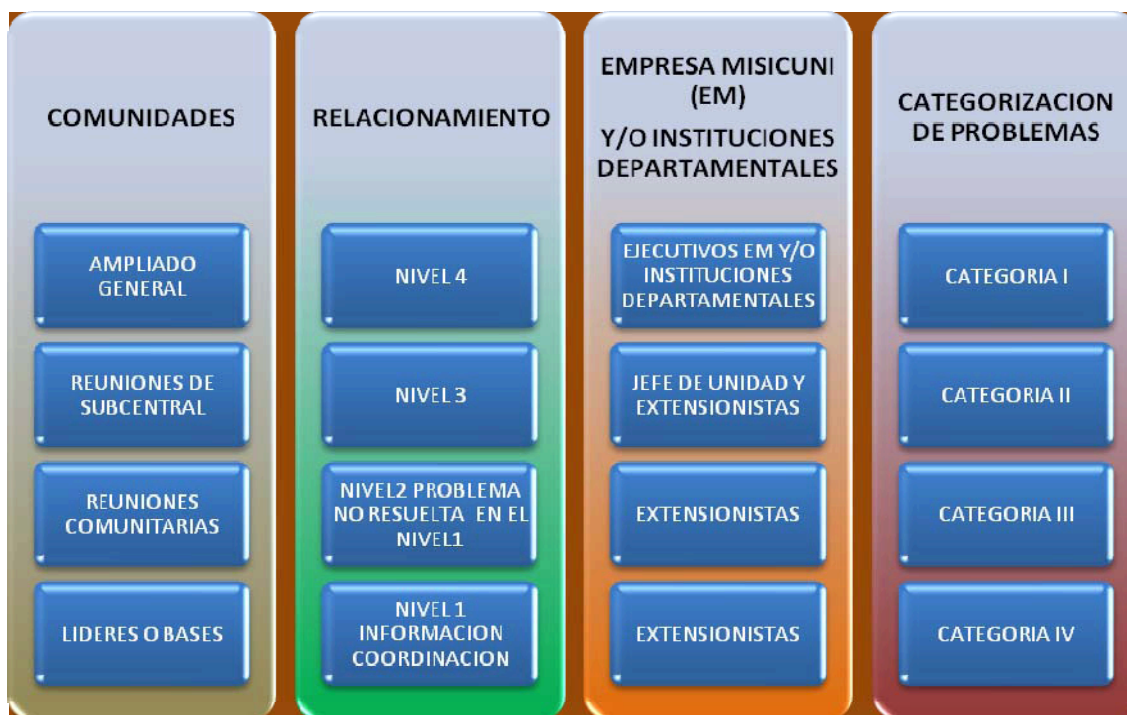 COMUNIDADES
AMPLIADO
GENERAL
REUNIONES DE
SUBCENTRAL
REUNIONES
COMUNITARIAS
LIDERES O BASES
RELACIONAMIENTO
NIVEL 4
NIVEL 3
NIVEL2 PROBLEMA
NO RESUELTA EN EL
NIVEL1
NIVEL 1
INFORMACION
COORDINACION
EMPRESA MISICUNI
(EM)
Y/O INSTITUCIONES
DEPARTAMENTALES
EJECUTIVOS EM Y/O
INSTITUCIONES
DEPARTAMENTALES
JEFE DE UNIDAD Y
EXTENSIONISTAS
EXTENSIONISTAS
EXTENSIONISTAS
CATEGORIZACION
DE PROBLEMAS
CATEGORIA I
CATEGORIA II
CATEGORIA III
CATEGORIA IV